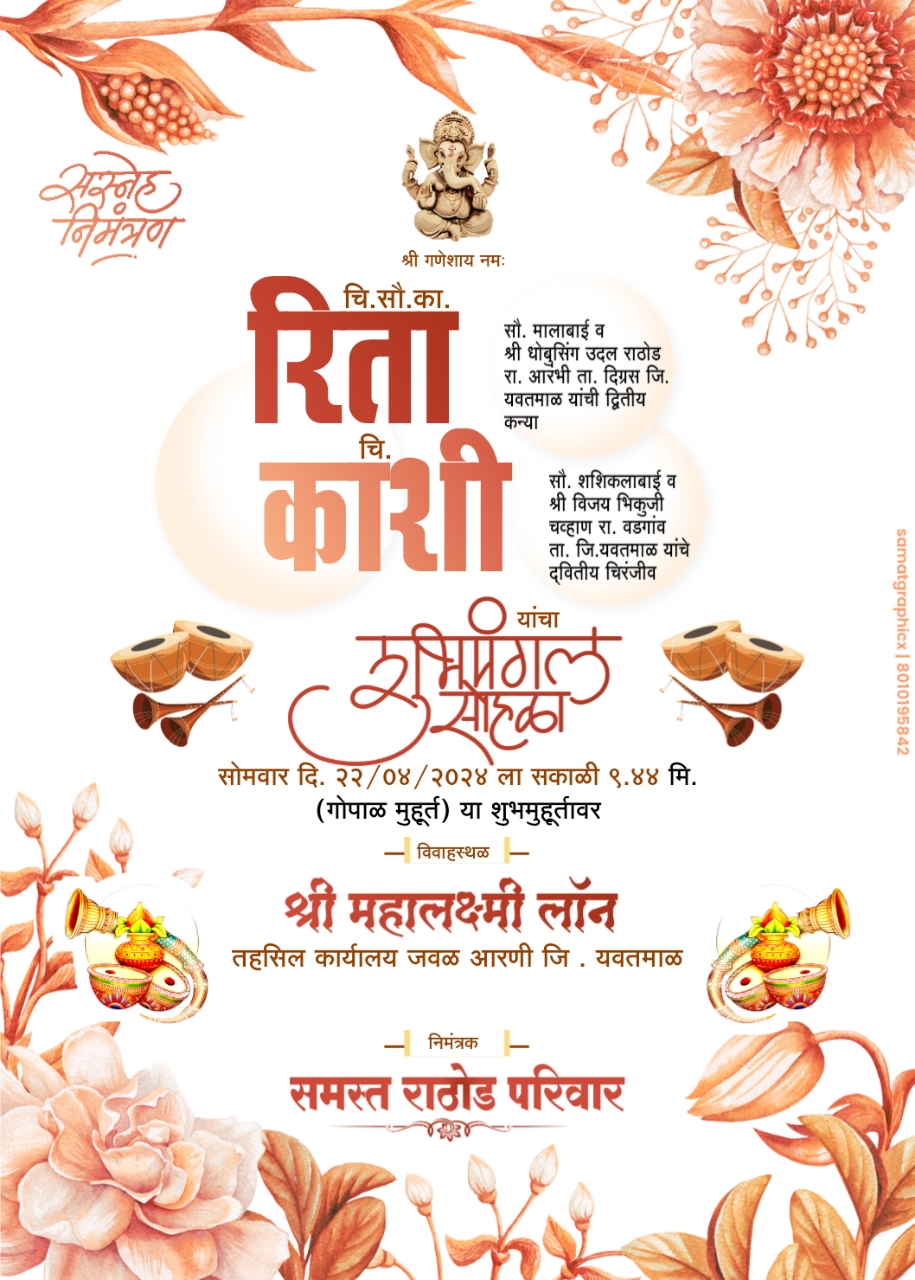 सस्नेह
निमंत्रण
श्री गणेशाय नमः
चि.सौ.का.
रिता
सौ. मालाबाई व
श्री धोबुसिंग उदल राठोड
रा. आरंभी ता. दिग्रस जि.
यवतमाळ यांची द्वितीय
कन्या
चि.
काशी
सौ. शशिकलाबाई व
श्री विजय भिकुजी
चव्हाण रा. वडगांव
ता. जि.यवतमाळ यांचे
द्वितीय चिरंजीव
यांचा
शुभमंगल
सोहळा
सोमवार दि. २२/०४/२०२४ ला सकाळी ९.४४ मि.
(गोपाळ मुहूर्त) या शुभमुहूर्तावर
विवाहस्थळ
श्री महालक्ष्मी लॉन
तहसिल कार्यालय जवळ आरणी जि . यवतमाळ
निमंत्रक
समस्त राठोड परिवार
samatgraphicx | 8010195842